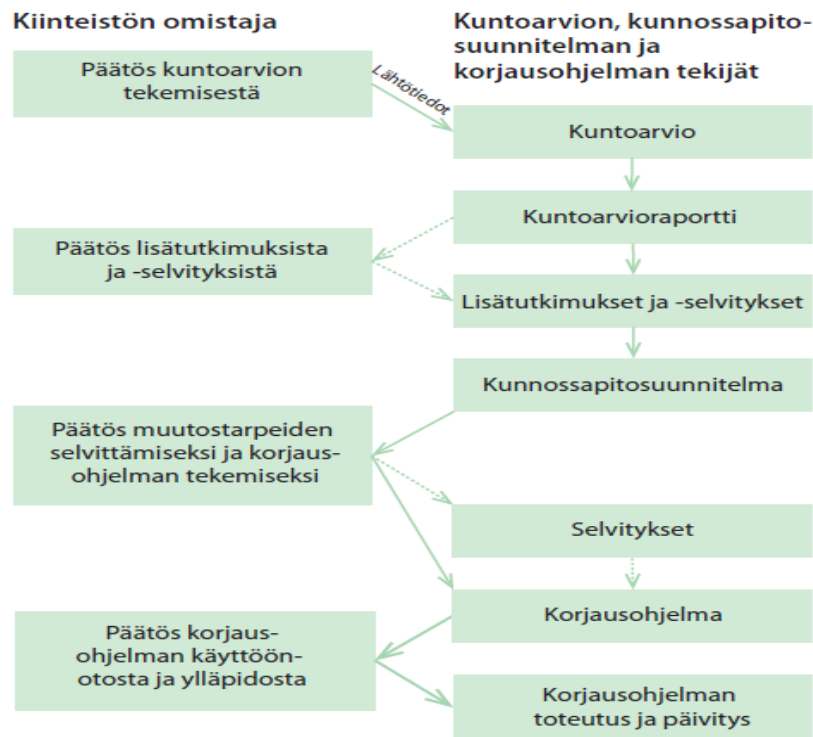 Kiinteistön omistaja
Kuntoarvion, kunnossapito-
suunnitelman ja
korjausohjelman tekijät
Päätös kuntoarvion
tekemisestä
Lähtötiedot
Kuntoarvio
Kuntoarvioraportti
Päätös lisätutkimuksista
ja -selvityksistä
Lisätutkimukset ja -selvitykset
Kunnossapitosuunnitelma
Päätös muutostarpeiden
selvittämiseksi ja korjaus-
ohjelman tekemiseksi
Selvitykset
Korjausohjelma
Päätös korjaus-
ohjelman käyttöön-
otosta ja ylläpidosta
Korjausohjelman
toteutus ja päivitys